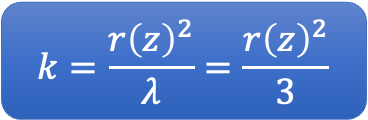 k = r(z)² / λ = r(z)² / 3